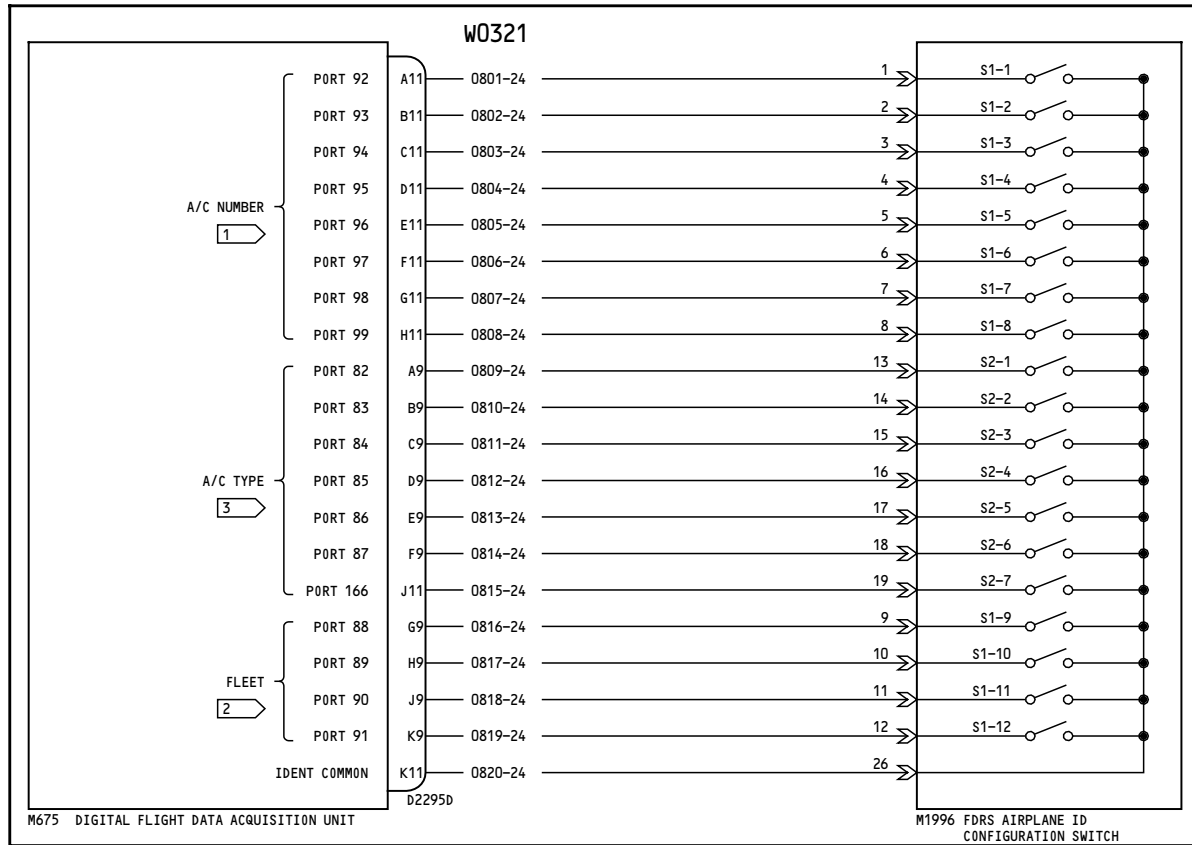 W0321
PORT 92 A11 0801-24 1 S1-1
PORT 93 B11 0802-24 2 S1-2
PORT 94 C11 0803-24 3 S1-3
PORT 95 D11 0804-24 4 S1-4
A/C NUMBER
1
PORT 96 E11 0805-24 5 S1-5
PORT 97 F11 0806-24 6 S1-6
PORT 98 G11 0807-24 7 S1-7
PORT 99 H11 0808-24 8 S1-8
PORT 82 A9 0809-24 13 S2-1
PORT 83 B9 0810-24 14 S2-2
PORT 84 C9 0811-24 15 S2-3
A/C TYPE PORT 85 D9 0812-24 16 S2-4
3
PORT 86 E9 0813-24 17 S2-5
PORT 87 F9 0814-24 18 S2-6
PORT 166 J11 0815-24 19 S2-7
PORT 88 G9 0816-24 9 S1-9
PORT 89 H9 0817-24 10 S1-10
FLEET
2
PORT 90 J9 0818-24 11 S1-11
PORT 91 K9 0819-24 12 S1-12
IDENT COMMON K11 0820-24 26
D2295D
M675 DIGITAL FLIGHT DATA ACQUISITION UNIT
M1996 FDRS AIRPLANE ID
CONFIGURATION SWITCH